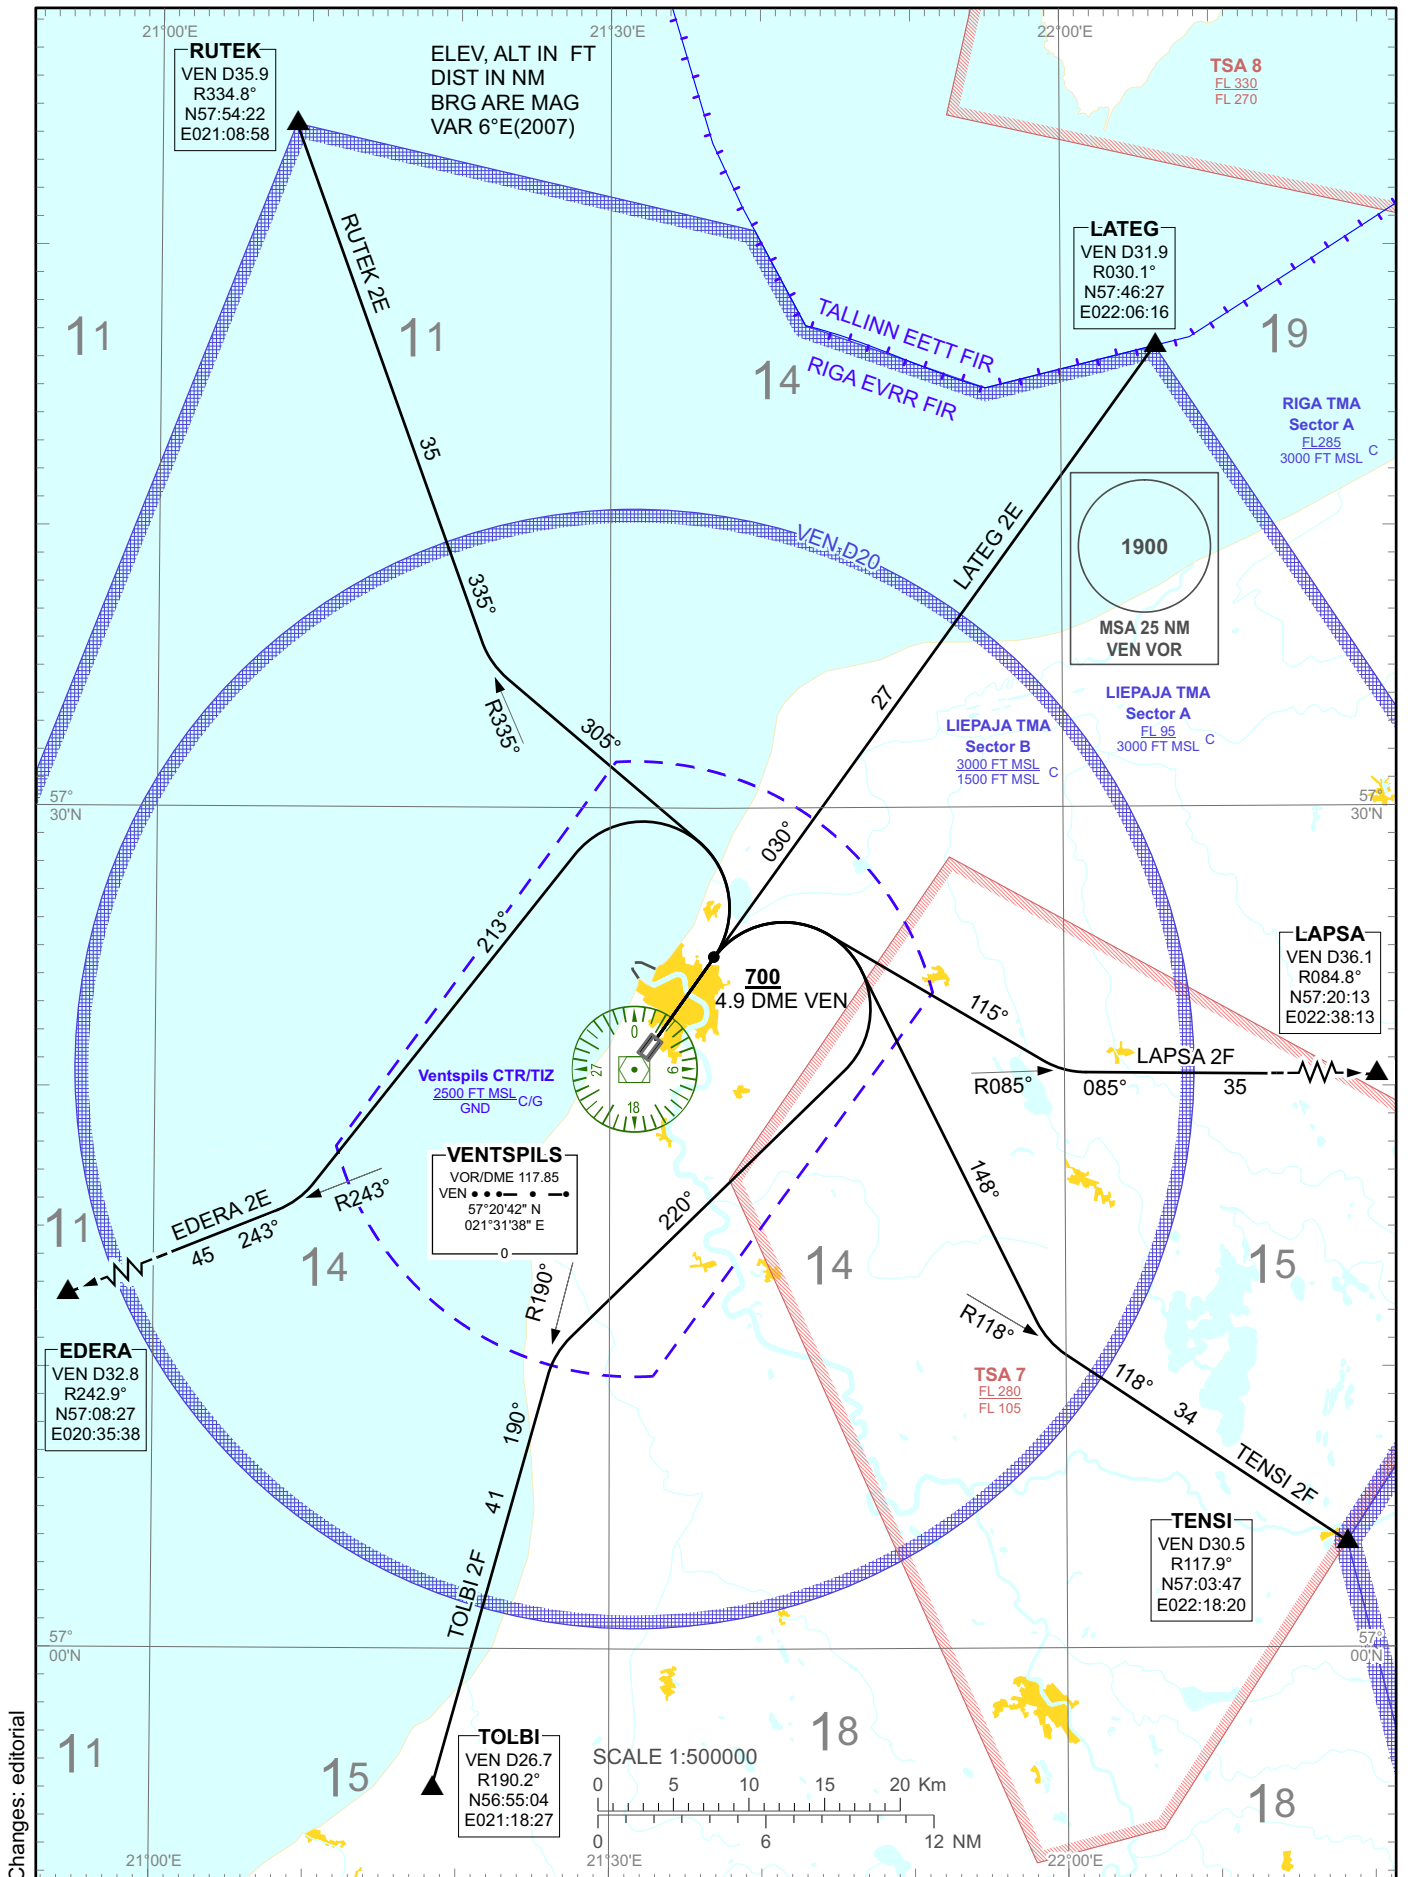 21°00'E
21°30'E
22°00'E
RUTEK
VEN D35.9
R334.8°
N57:54:22
E021:08:58
ELEV, ALT IN FT
DIST IN NM
BRG ARE MAG
VAR 6°E(2007)
TSA 8
FL 330
FL 270
LATEG
VEN D31.9
R030.1°
N57:46:27
E022:06:16
RUTEK 2E
11
11
14
19
TALLINN EETT FIR
RIGA EVRR FIR
RIGA TMA
Sector A
FL285
3000 FT MSL C
35
VEN D20
LATEG 2E
1900
MSA 25 NM
VEN VOR
335°
R335°
305°
27
LIEPAJA TMA
Sector A
FL 95
3000 FT MSL C
LIEPAJA TMA
Sector B
3000 FT MSL
1500 FT MSL C
57°
30'N
57°
30'N
030°
213°
700
4.9 DME VEN
115°
LAPSA
VEN D36.1
R084.8°
N57:20:13
E022:38:13
LAPSA 2F
R085°
085°
35
0
9
18
27
Ventspils CTR/TIZ
2500 FT MSL C/G
GND
VENTSPILS
VOR/DME 117.85
VEN
57°20'42" N
021°31'38" E
0
R243°
EDERA 2E
45
243°
220°
148°
11
14
14
15
R190°
R118°
EDERA
VEN D32.8
R242.9°
N57:08:27
E020:35:38
TSA 7
FL 280
FL 105
118°
34
TENSI 2F
190°
41
TOLBI 2F
TENSI
VEN D30.5
R117.9°
N57:03:47
E022:18:20
57°
00'N
57°
00'N
11
15
18
18
TOLBI
VEN D26.7
R190.2°
N56:55:04
E021:18:27
SCALE 1:500000
0 5 10 15 20 Km
0 6 12 NM
21°00'E
21°30'E
22°00'E
Changes: editorial